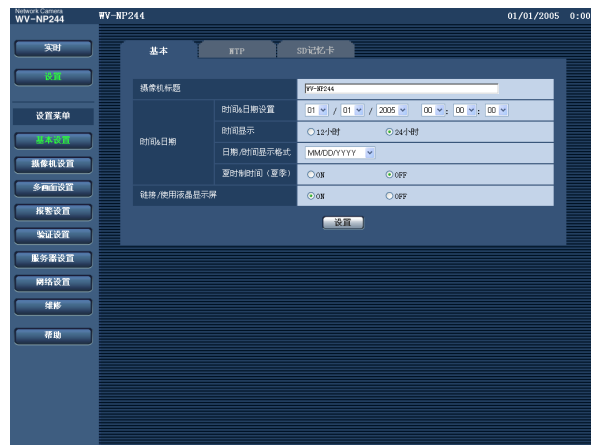 Network Camera
WV-NP244
WV-NP244
01/01/2005 0:00
实时
设置
设置菜单
基本设置
摄像机设置
多画面设置
报警设置
验证设置
服务器设置
网络设置
维修
帮助
基本
NTP
SD记忆卡
摄像机标题
WV-NP244
时间&日期
时间&日期设置
01 / 01 / 2005 00 : 00 : 00
时间显示
12小时 24小时
日期/时间显示格式
MM/DD/YYYY
夏时制时间（夏季）
ON OFF
链接/使用液晶显示屏
ON OFF
设置